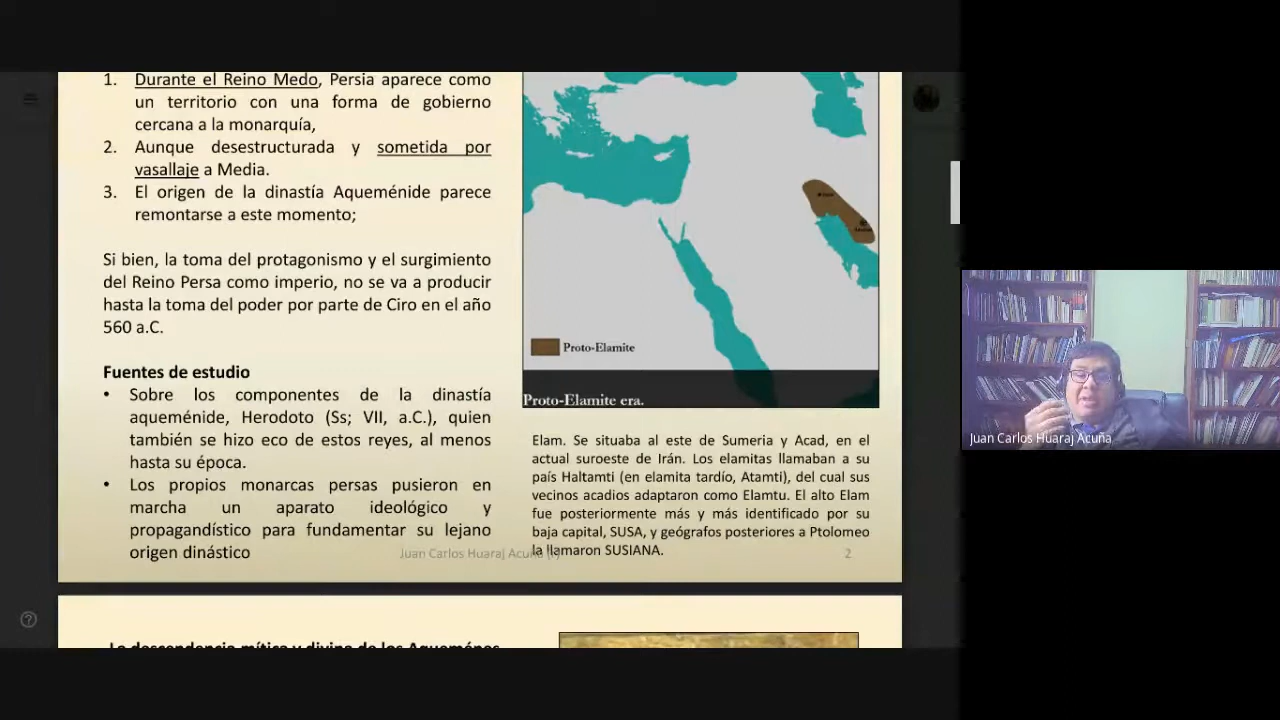 1. Durante el Reino Medo, Persia aparece como
un territorio con una forma de gobierno
cercana a la monarquía,
2. Aunque desestructurada y sometida por
vasallaje a Media.
3. El origen de la dinastía Aqueménide parece
remontarse a este momento;
Si bien, la toma del protagonismo y el surgimiento
del Reino Persa como imperio, no se va a producir
hasta la toma del poder por parte de Ciro en el año
560 a.C.
Fuentes de estudio
• Sobre los componentes de la dinastía
aqueménide, Herodoto (Ss; VII, a.C.), quien
también se hizo eco de estos reyes, al menos
hasta su época.
• Los propios monarcas persas pusieron en
marcha un aparato ideológico y
propagandístico para fundamentar su lejano
origen dinástico
Proto-Elamite
Proto-Elamite era.
Elam. Se situaba al este de Sumeria y Acad, en el
actual suroeste de Irán. Los elamitas llamaban a su
país Haltamti (en elamita tardío, Atamti), del cual sus
vecinos acadios adaptaron como Elamtu. El alto Elam
fue posteriormente más y más identificado por su
baja capital, SUSA, y geógrafos posteriores a Ptolomeo
la llamaron SUSIANA.
Juan Carlos Huaraj Acuña
2
La descendencia mítica y divina de los Aqueménes
Juan Carlos Huaraj Acuña